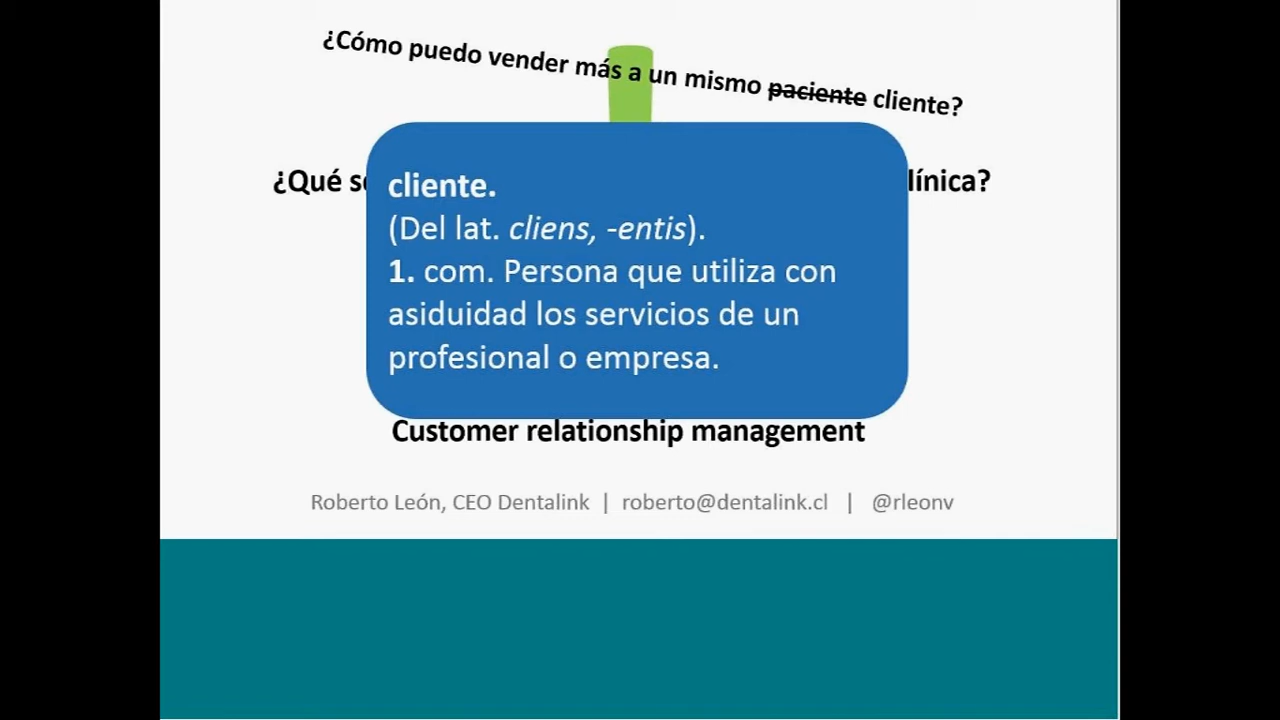 ¿Cómo puedo vender más a un mismo paciente cliente?
¿Qué línica?
cliente.
(Del lat. cliens, -entis).
1. com. Persona que utiliza con
asiduidad los servicios de un
profesional o empresa.
Customer relationship management
Roberto León, CEO Dentalink | roberto@dentalink.cl | @rleonv